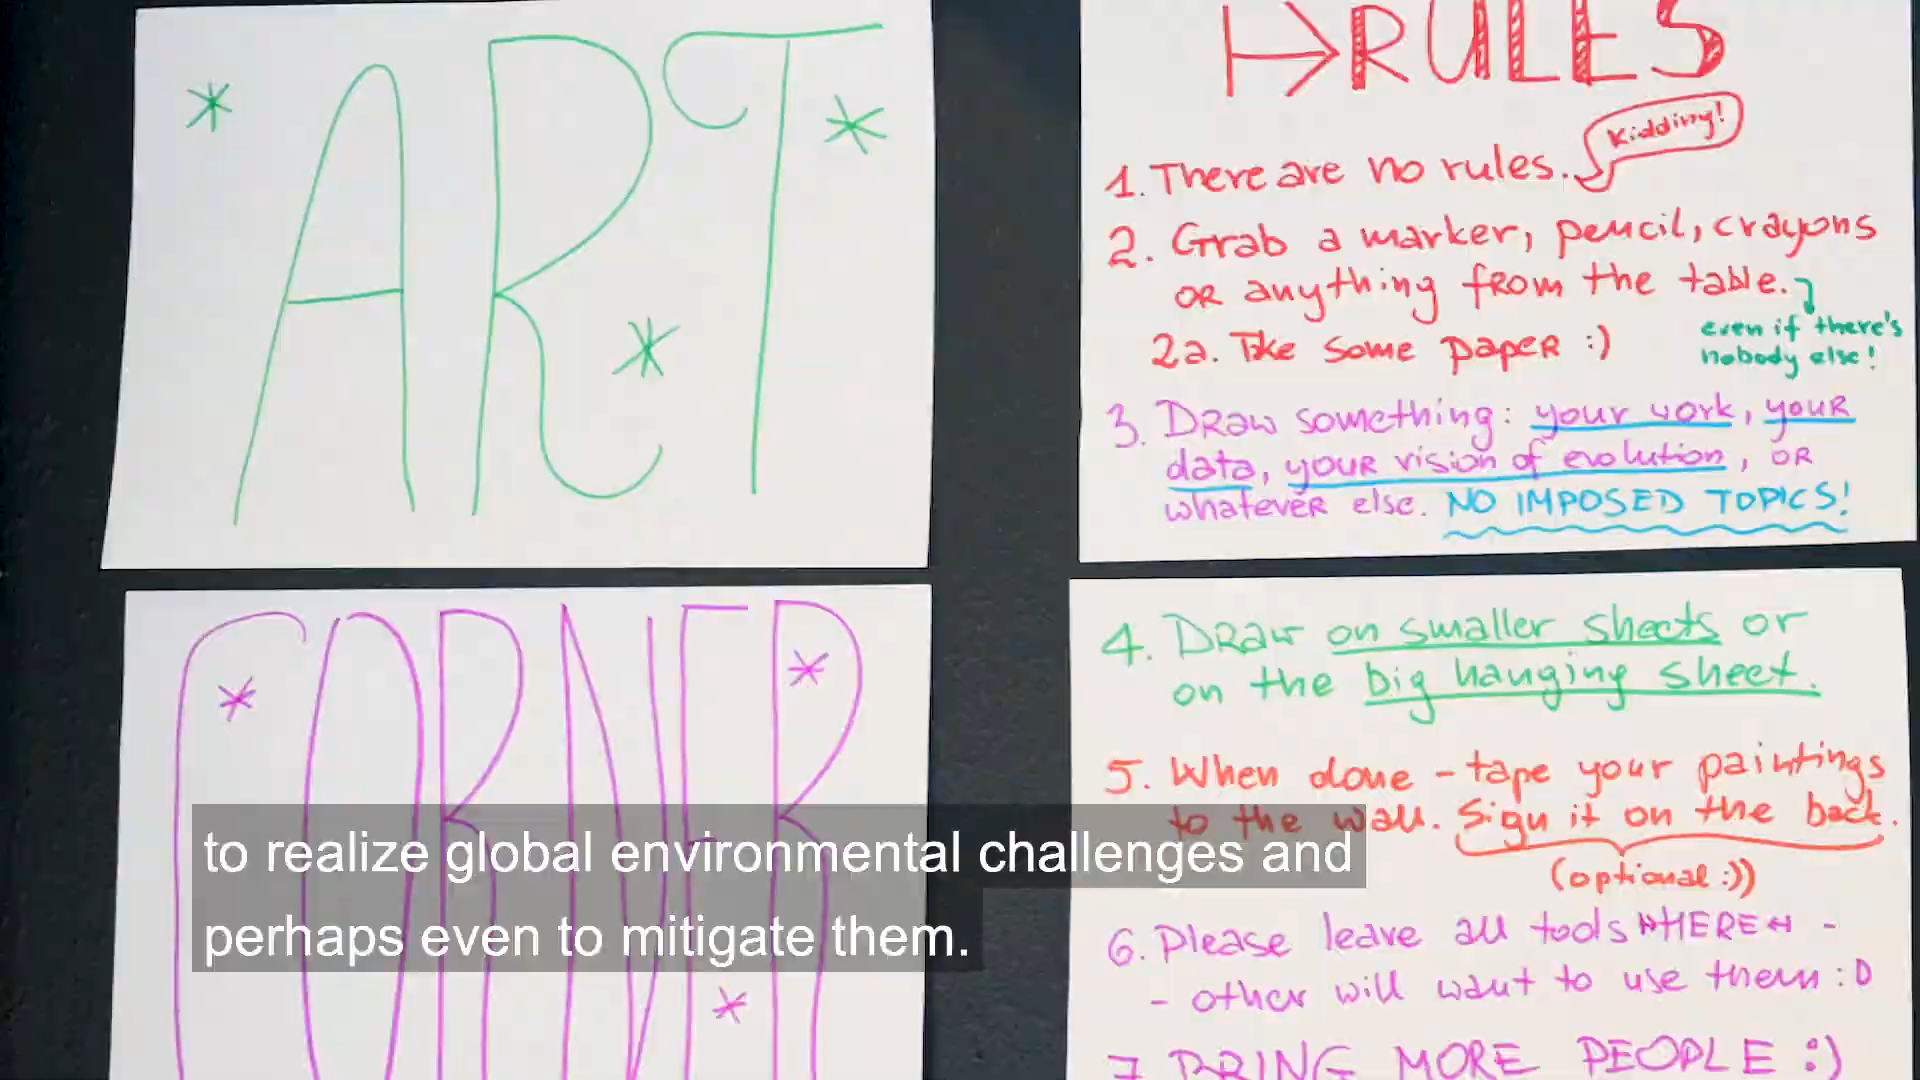 ART
CORNER
↦RULES
Kidding!
1. There are no rules.
2. Grab a marker, pencil, crayons
OR anything from the table.
even if there's
nobody else!
2a. Take some paper :)
3. Draw something: your work, your
data, your vision of evolution, OR
whatever else. NO IMPOSED TOPICS!
4. Draw on smaller sheets or
on the big hanging sheet.
5. When done - tape your paintings
to the wall. Sign it on the back.
(optional :))
6. Please leave all tools HERE -
- other will want to use them :D
7 BRING MORE PEOPLE :)
to realize global environmental challenges and
perhaps even to mitigate them.